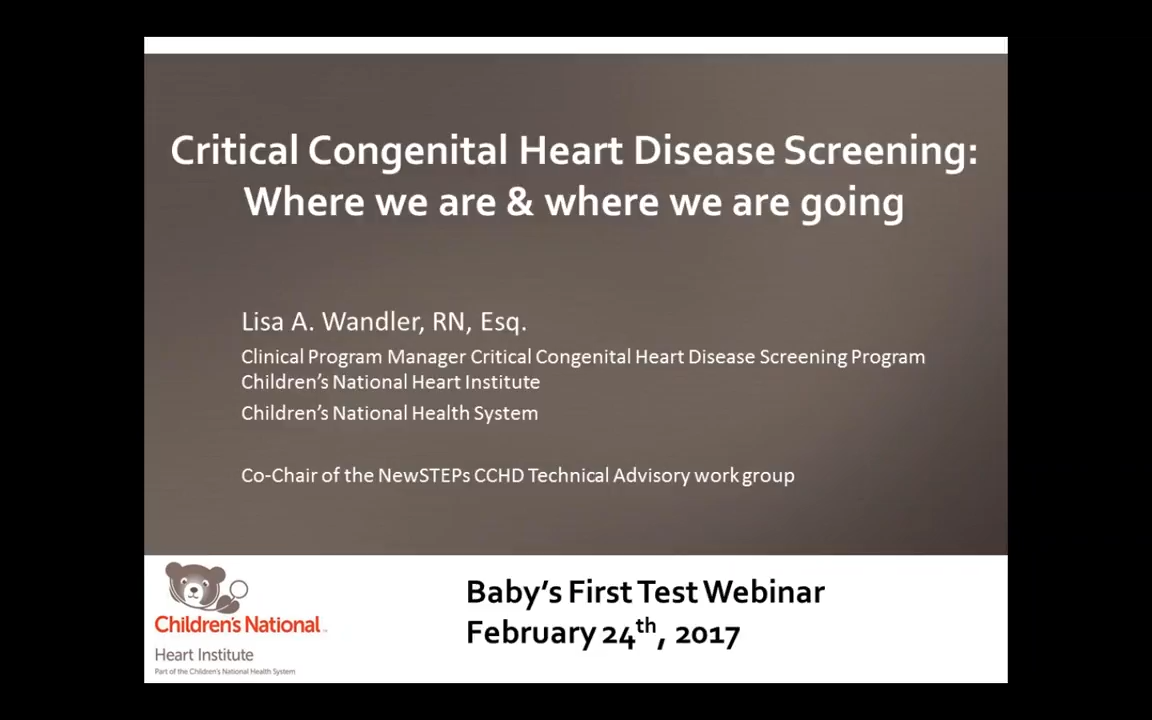 Critical Congenital Heart Disease Screening:
Where we are & where we are going
Lisa A. Wandler, RN, Esq.
Clinical Program Manager Critical Congenital Heart Disease Screening Program
Children's National Heart Institute
Children's National Health System
Co-Chair of the NewSTEPs CCHD Technical Advisory work group
Children's National™
Heart Institute
Part of the Children's National Health System
Baby's First Test Webinar
February 24th, 2017